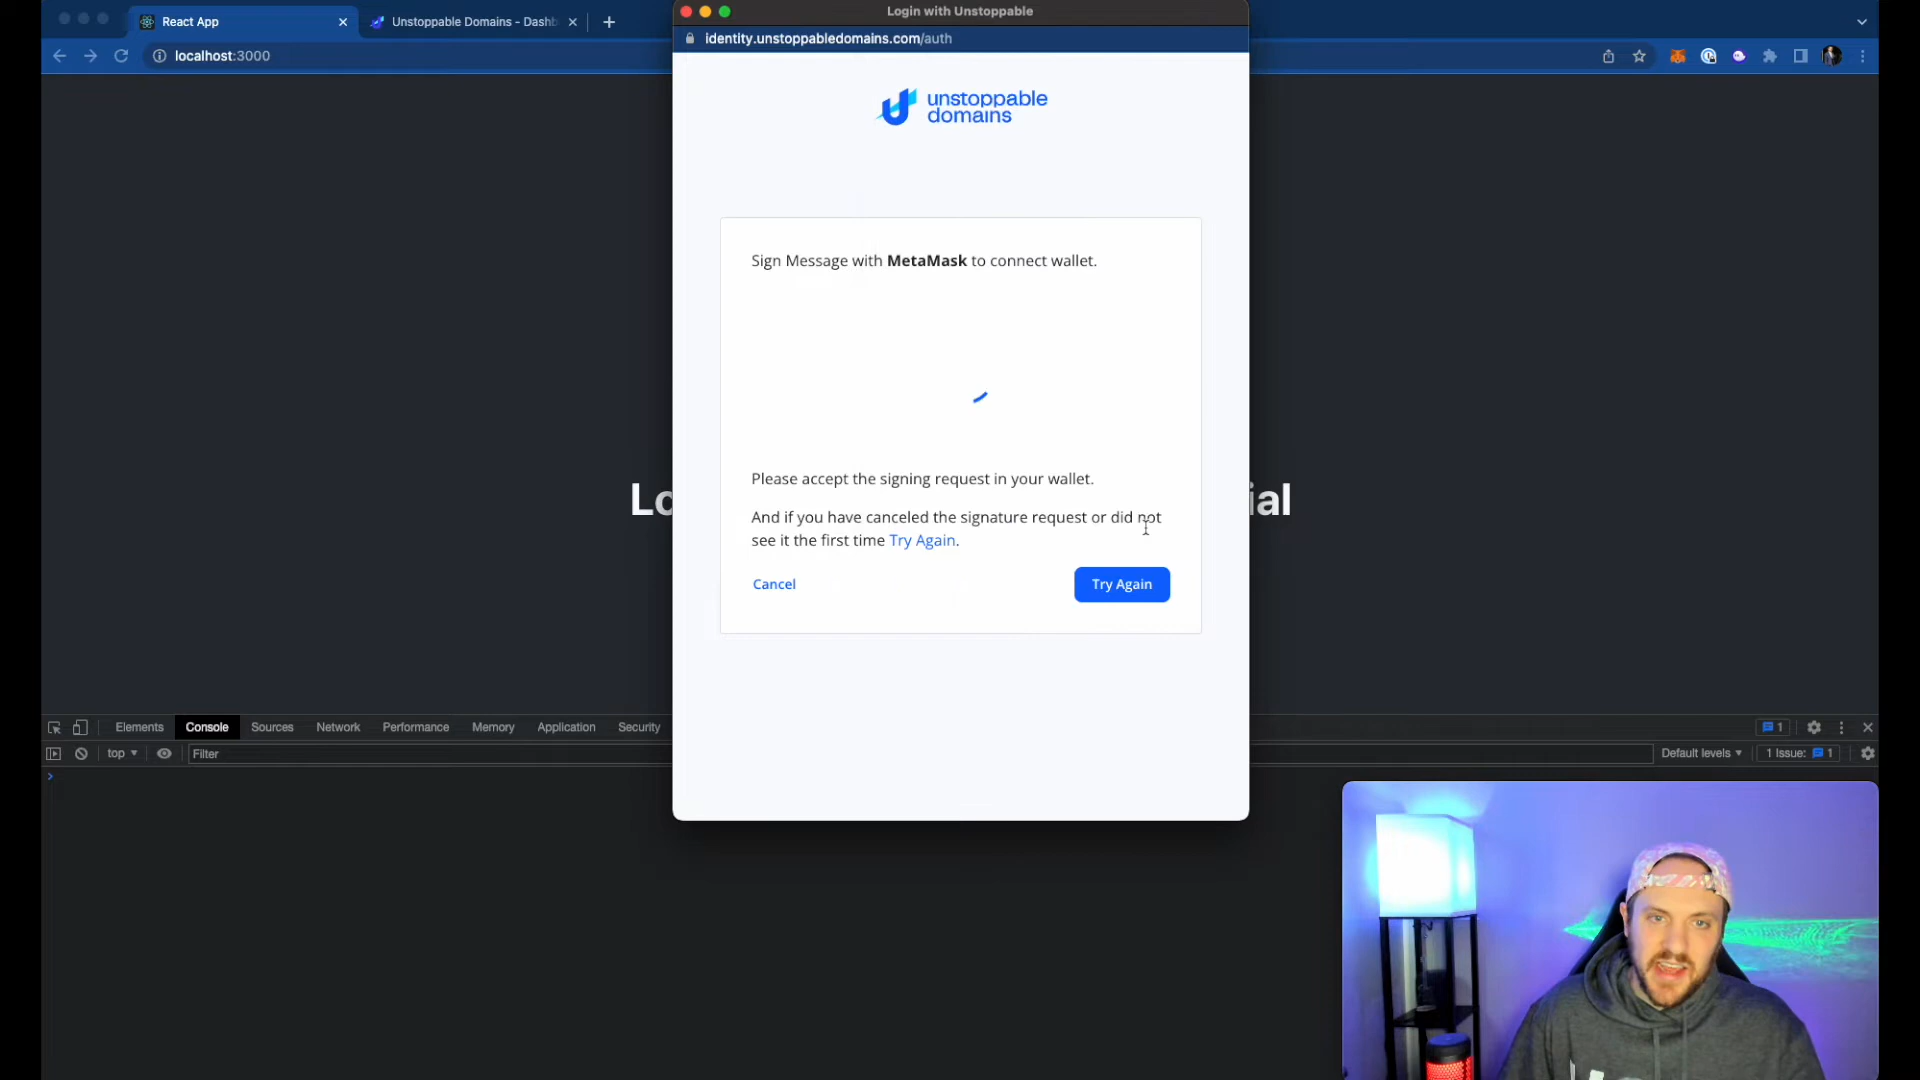 React App
Unstoppable Domains - Dashb
Login with Unstoppable
identity.unstoppabledomains.com/auth
localhost:3000
unstoppable
domains
Sign Message with MetaMask to connect wallet.
Please accept the signing request in your wallet.
And if you have canceled the signature request or did not
see it the first time Try Again.
Cancel
Try Again
Lo
ial
Elements
Console
Sources
Network
Performance
Memory
Application
Security
1
top
Filter
Default levels
1 Issue:
1